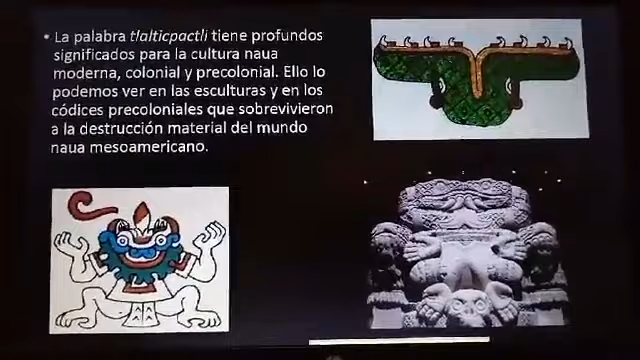 • La palabra tlalticpactli tiene profundos
significados para la cultura naua
moderna, colonial y precolonial. Ello lo
podemos ver en las esculturas y en los
códices precoloniales que sobrevivieron
a la destrucción material del mundo
naua mesoamericano.